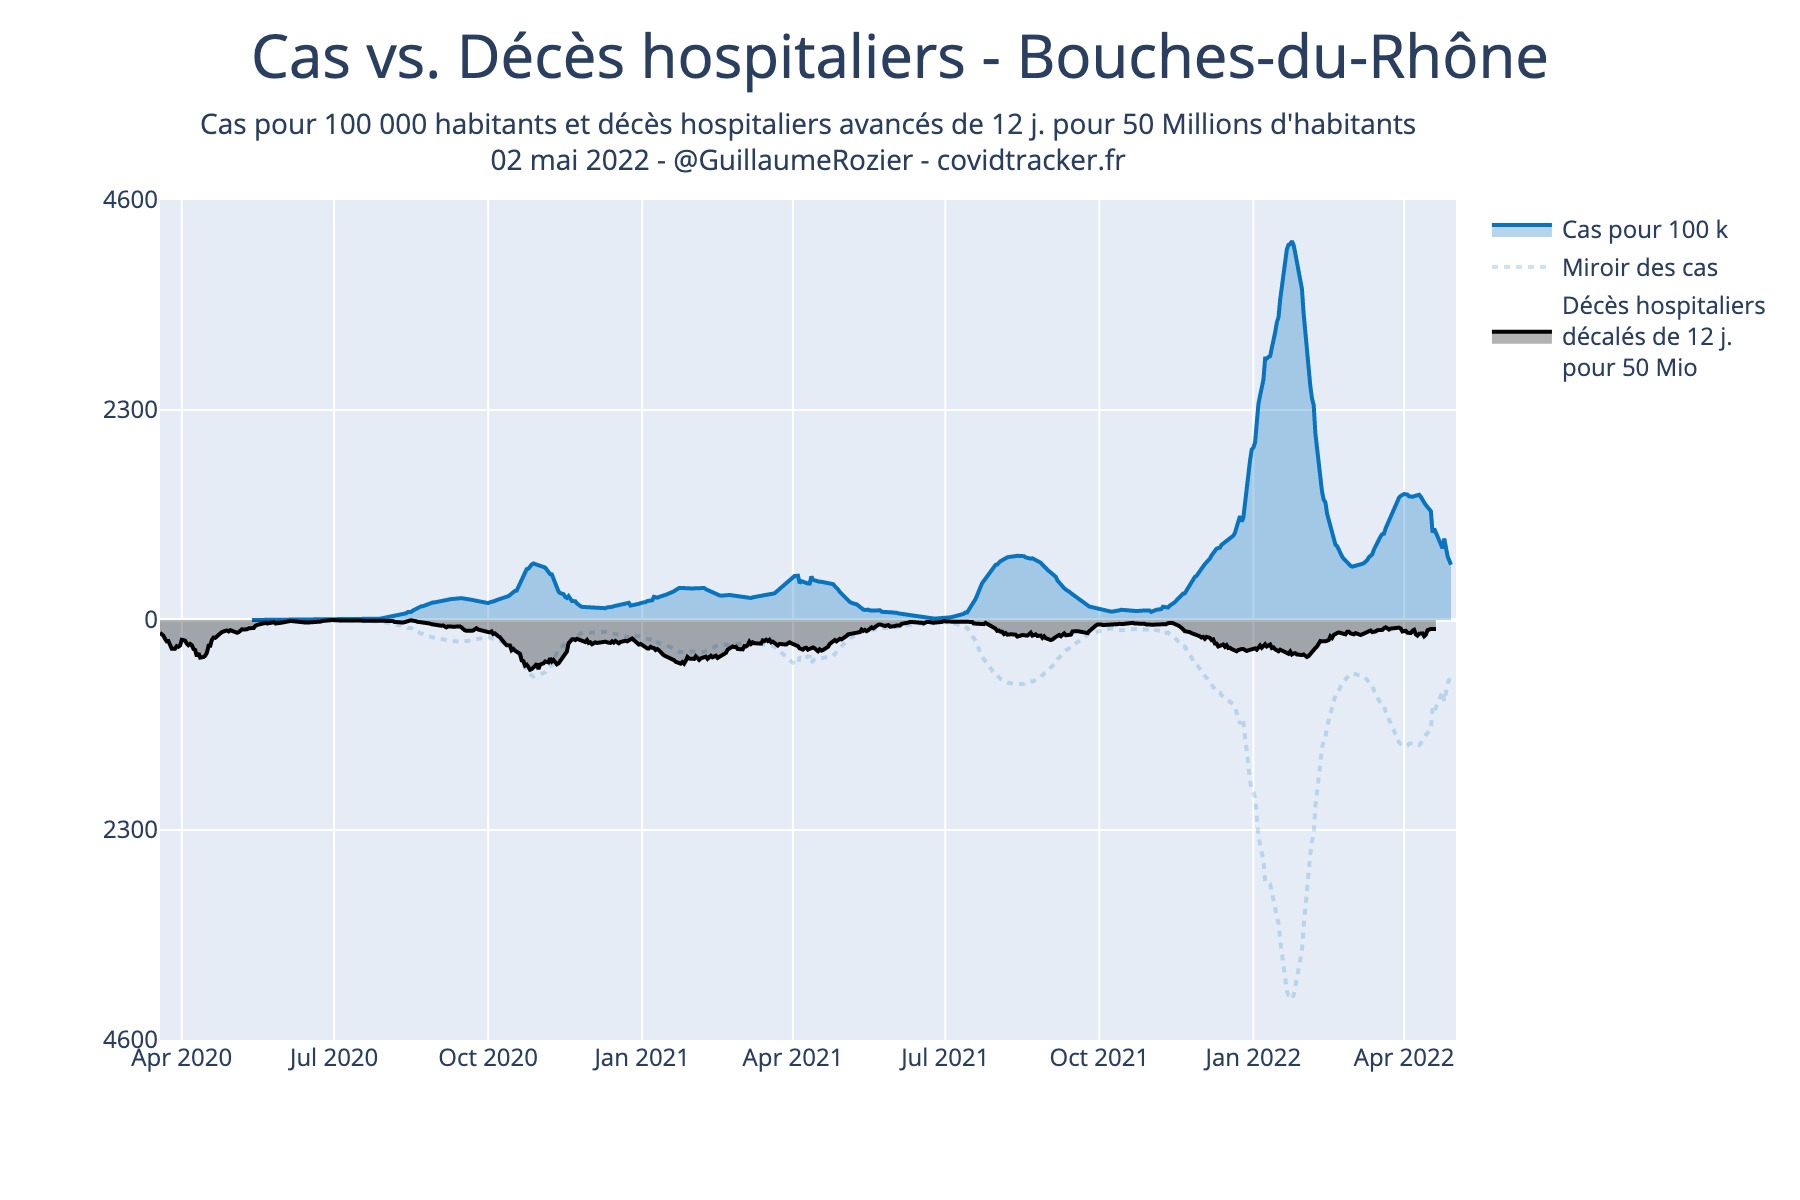 Cas vs. Décès hospitaliers - Bouches-du-Rhône
Cas pour 100 000 habitants et décès hospitaliers avancés de 12 j. pour 50 Millions d'habitants
02 mai 2022 - @GuillaumeRozier - covidtracker.fr
4600
2300
0
2300
4600
Apr 2020
Jul 2020
Oct 2020
Jan 2021
Apr 2021
Jul 2021
Oct 2021
Jan 2022
Apr 2022
Cas pour 100 k
Miroir des cas
Décès hospitaliers
décalés de 12 j.
pour 50 Mio